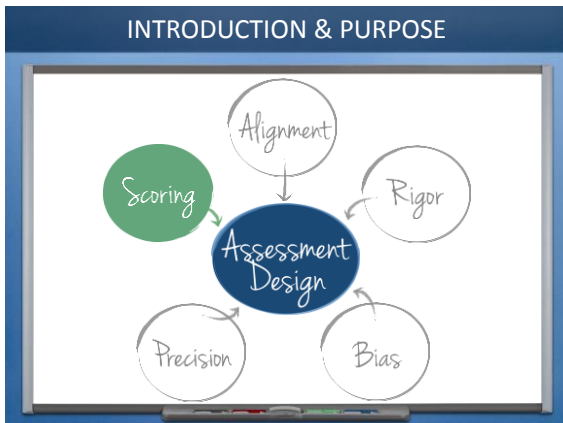 INTRODUCTION & PURPOSE
Alignment
Scoring
Rigor
Assessment
Design
Precision
Bias